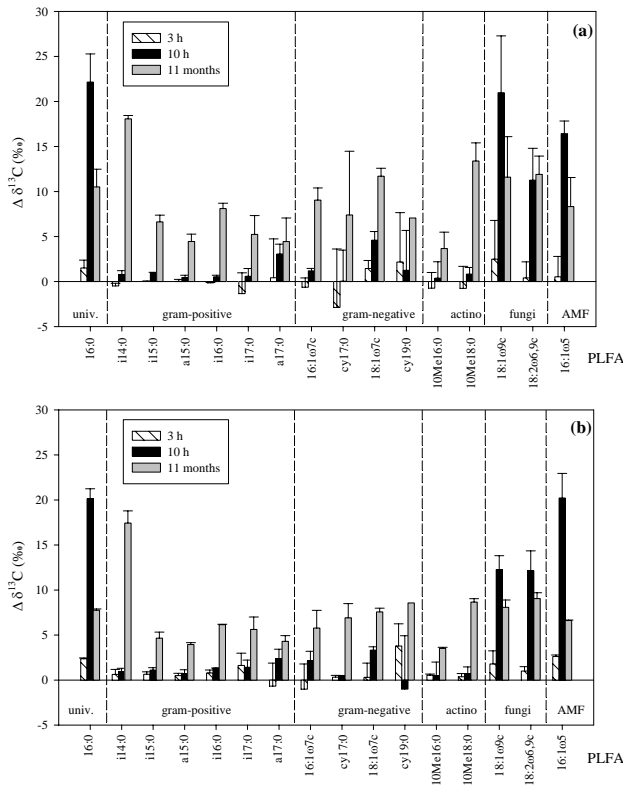 30
(a)
3 h
10 h
11 months
25
20
15
10
5
0
-5
Δ δ¹³C (‰)
univ.
gram-positive
gram-negative
actino
fungi
AMF
16:0
i14:0
i15:0
a15:0
i16:0
i17:0
a17:0
16:1ω7c
cy17:0
18:1ω7c
cy19:0
10Me16:0
10Me18:0
18:1ω9c
18:2ω6,9c
16:1ω5
PLFA
30
(b)
3 h
10 h
11 months
25
20
15
10
5
0
-5
Δ δ¹³C (‰)
univ.
gram-positive
gram-negative
actino
fungi
AMF
16:0
i14:0
i15:0
a15:0
i16:0
i17:0
a17:0
16:1ω7c
cy17:0
18:1ω7c
cy19:0
10Me16:0
10Me18:0
18:1ω9c
18:2ω6,9c
16:1ω5
PLFA